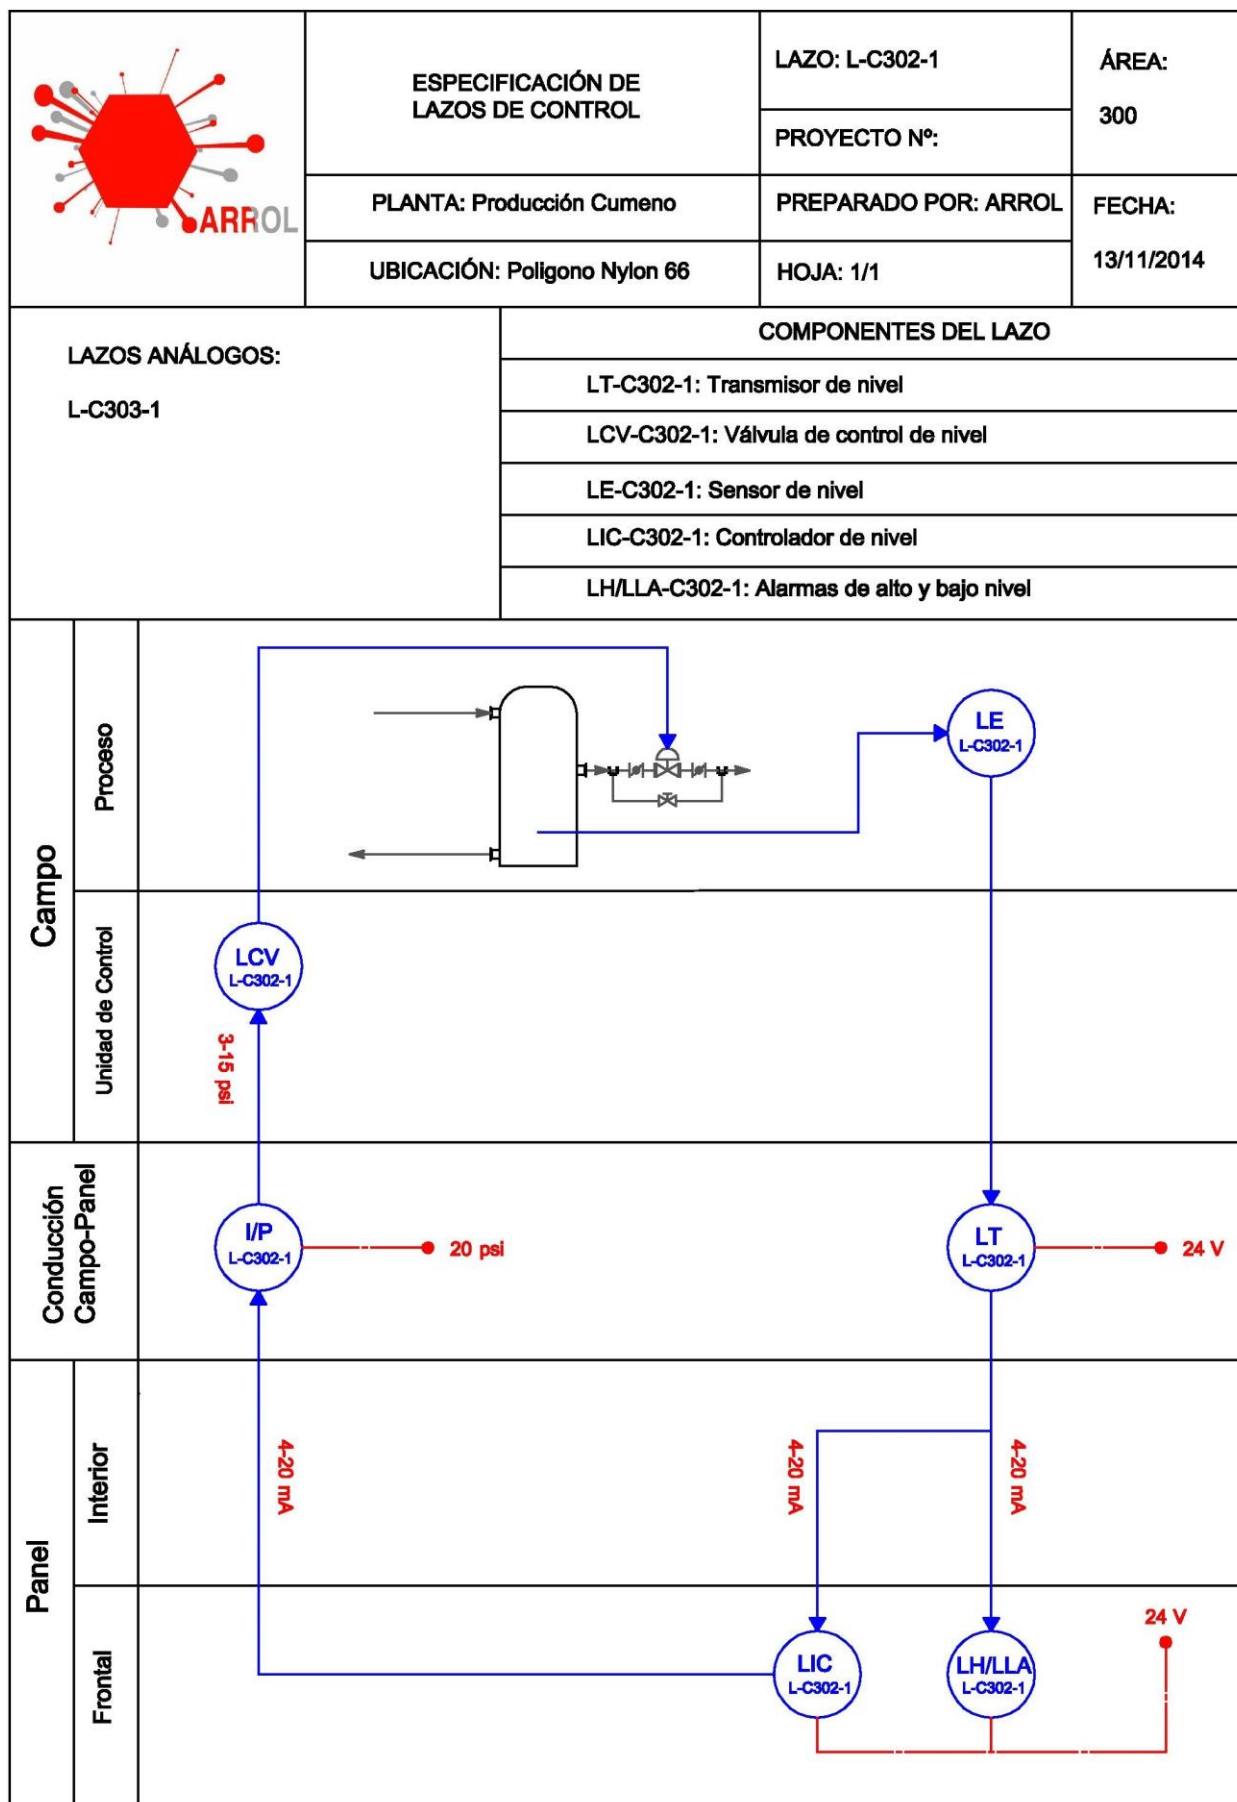 ARROL
ESPECIFICACIÓN DE
LAZOS DE CONTROL
LAZO: L-C302-1
ÁREA:
300
PROYECTO Nº:
PLANTA: Producción Cumeno
PREPARADO POR: ARROL
FECHA:
13/11/2014
UBICACIÓN: Poligono Nylon 66
HOJA: 1/1
LAZOS ANÁLOGOS:
L-C303-1
COMPONENTES DEL LAZO
LT-C302-1: Transmisor de nivel
LCV-C302-1: Válvula de control de nivel
LE-C302-1: Sensor de nivel
LIC-C302-1: Controlador de nivel
LH/LLA-C302-1: Alarmas de alto y bajo nivel
Campo
Proceso
LE
L-C302-1
Unidad de Control
LCV
L-C302-1
3-15 psi
Conducción
Campo-Panel
I/P
L-C302-1
20 psi
LT
L-C302-1
24 V
Panel
Interior
4-20 mA
4-20 mA
4-20 mA
Frontal
LIC
L-C302-1
LH/LLA
L-C302-1
24 V